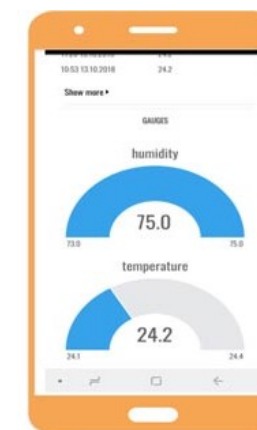 10:53 13.10.2018 24.2
Show more
GAUGES
humidity
75.0
73.0 75.0
temperature
24.2
24.1 24.4